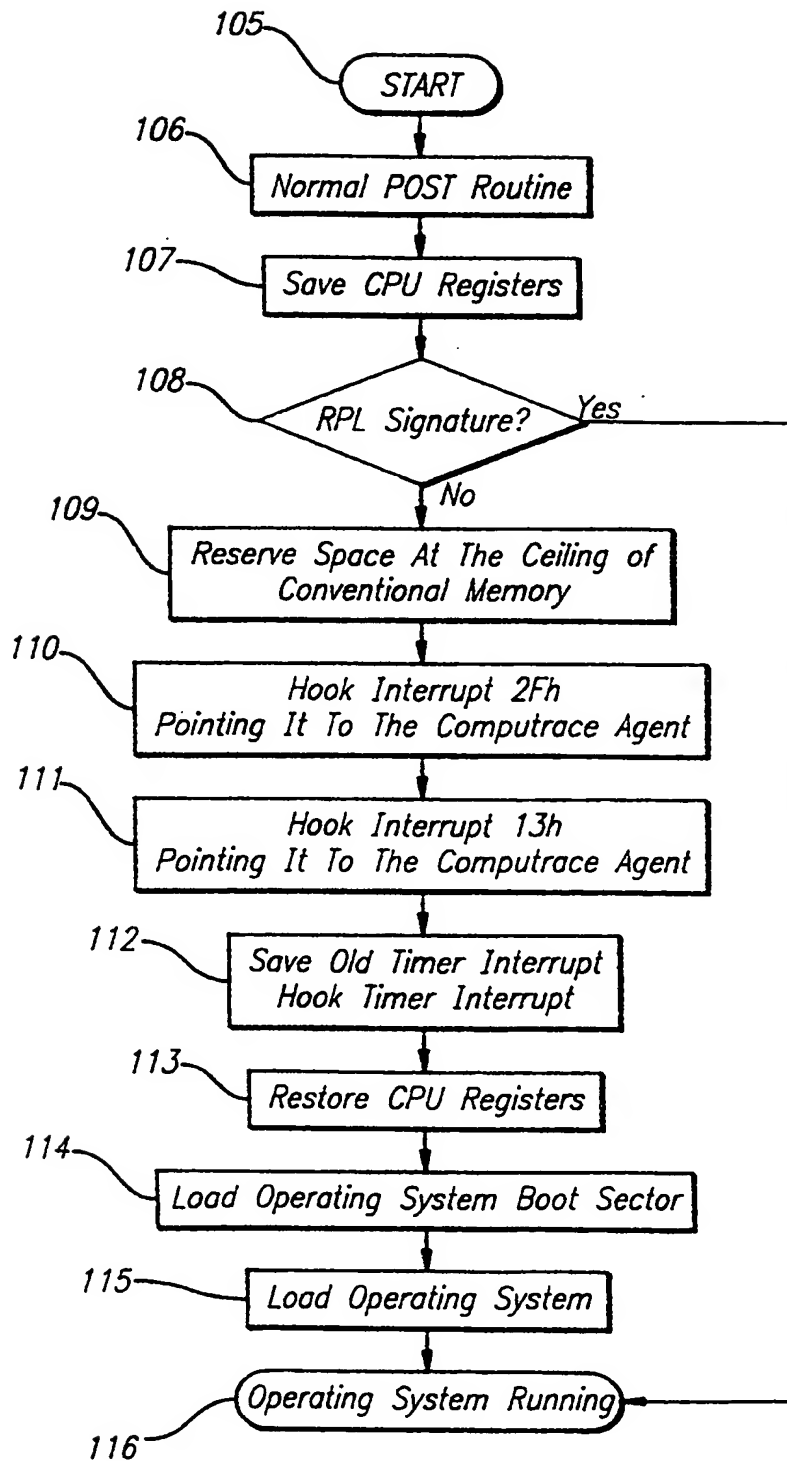 105
START
106
Normal POST Routine
107
Save CPU Registers
108
RPL Signature?
Yes
No
109
Reserve Space At The Ceiling of
Conventional Memory
110
Hook Interrupt 2Fh
Pointing It To The Computrace Agent
111
Hook Interrupt 13h
Pointing It To The Computrace Agent
112
Save Old Timer Interrupt
Hook Timer Interrupt
113
Restore CPU Registers
114
Load Operating System Boot Sector
115
Load Operating System
Operating System Running
116